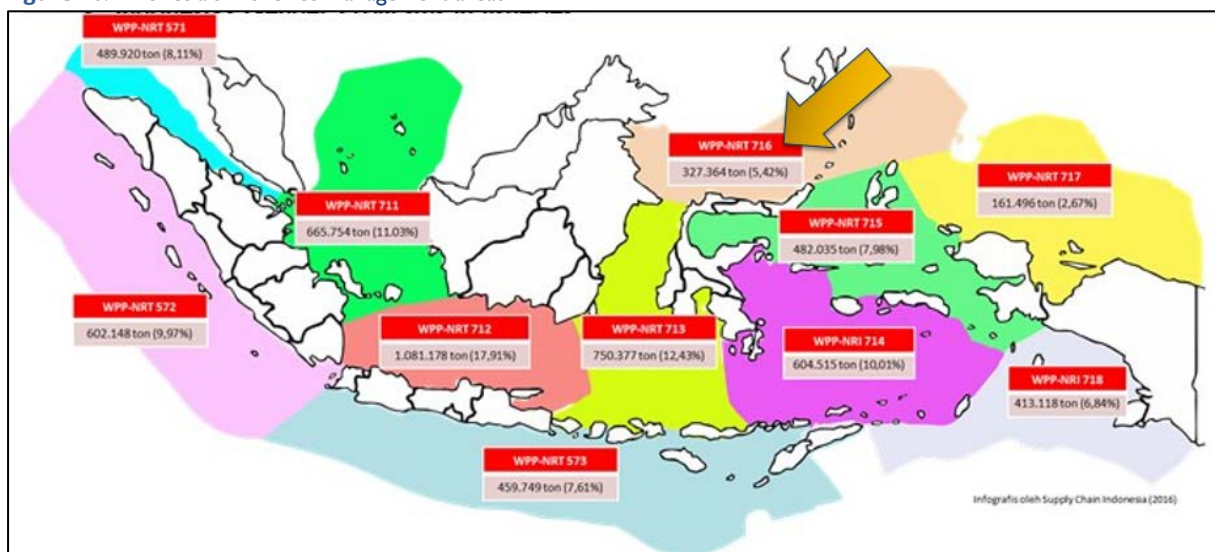 WPP-NRT 571
489.920 ton (8,11%)
WPP-NRT 716
327.364 ton (5,42%)
WPP-NRT 717
161.496 ton (2,67%)
WPP-NRT 711
665.754 ton (11.03%)
WPP-NRT 715
482.035 ton (7,98%)
WPP-NRT 572
602.148 ton (9,97%)
WPP-NRT 712
1.081.178 ton (17,91%)
WPP-NRT 713
750.377 ton (12,43%)
WPP-NRI 714
604.515 ton (10,01%)
WPP-NRI 718
413.118 ton (6,84%)
WPP-NRT 573
459.749 ton (7,61%)
Infografis oleh Supply Chain Indonesia (2016)